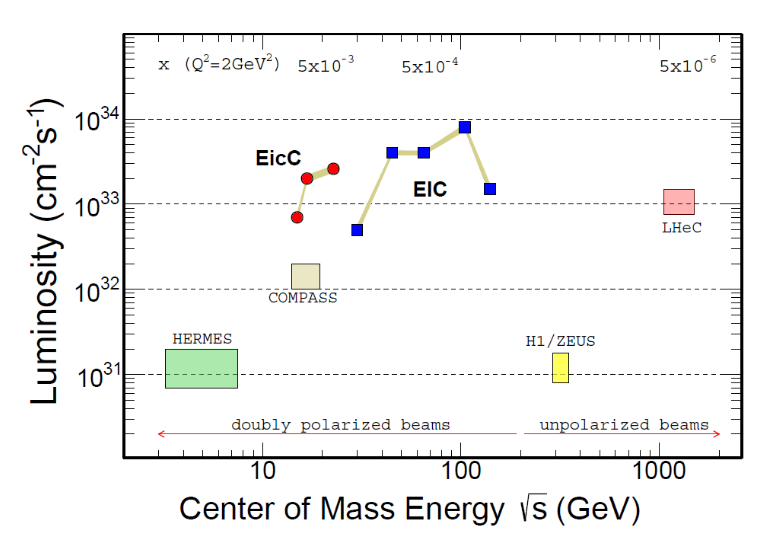 x (Q²=2GeV²) 5x10⁻³ 5x10⁻⁴ 5x10⁻⁶
10³⁴
EicC
EIC
10³³
LHeC
10³²
COMPASS
HERMES
H1/ZEUS
10³¹
doubly polarized beams unpolarized beams
10 100 1000
Luminosity (cm⁻²s⁻¹)
Center of Mass Energy √s (GeV)